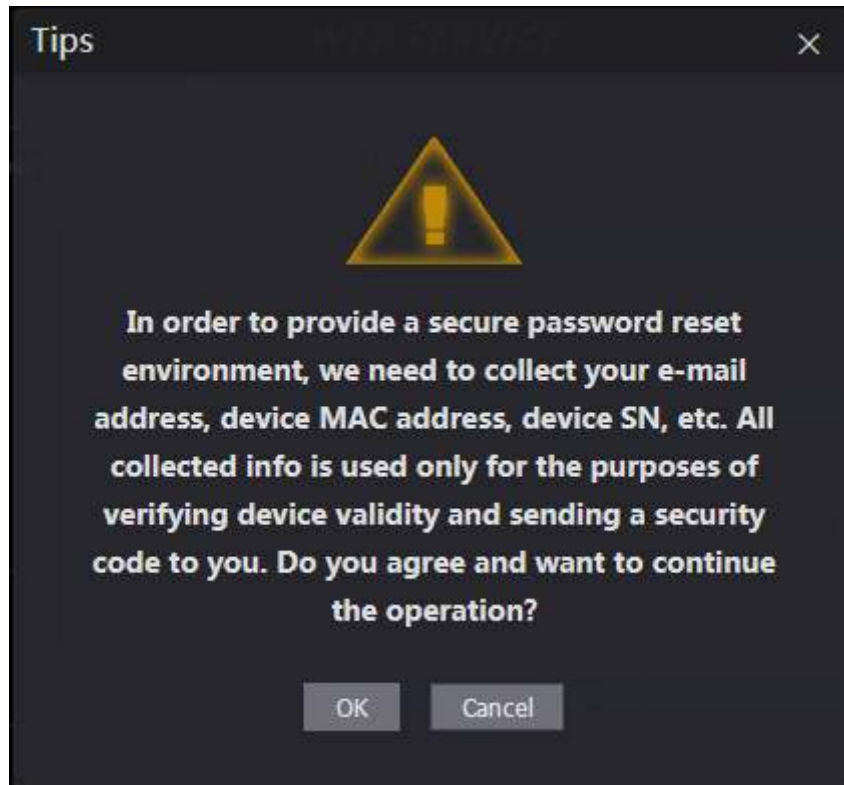 Tips
In order to provide a secure password reset
environment, we need to collect your e-mail
address, device MAC address, device SN, etc. All
collected info is used only for the purposes of
verifying device validity and sending a security
code to you. Do you agree and want to continue
the operation?
OK Cancel